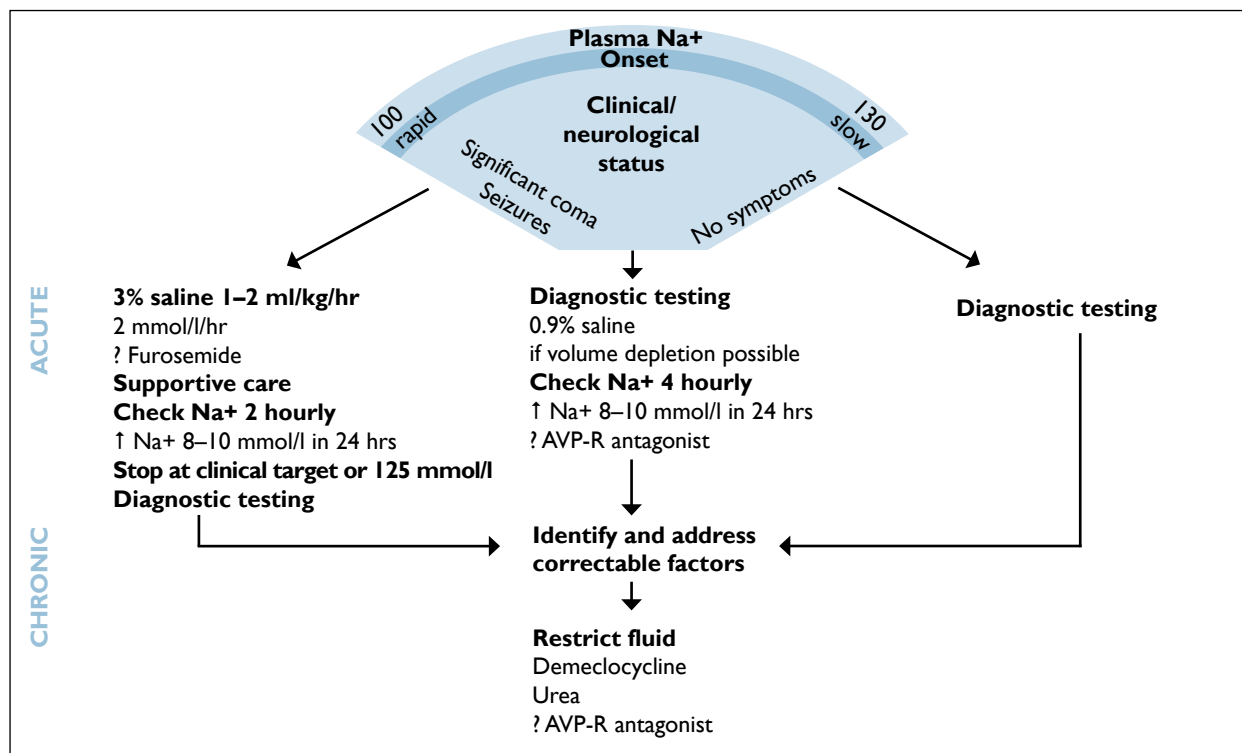 Plasma Na+
Onset
100
130
rapid
slow
Clinical/
neurological
status
Significant coma
Seizures
No symptoms
ACUTE
3% saline 1–2 ml/kg/hr
2 mmol/l/hr
? Furosemide
Supportive care
Check Na+ 2 hourly
↑ Na+ 8–10 mmol/l in 24 hrs
Stop at clinical target or 125 mmol/l
Diagnostic testing
Diagnostic testing
0.9% saline
if volume depletion possible
Check Na+ 4 hourly
↑ Na+ 8–10 mmol/l in 24 hrs
? AVP-R antagonist
Diagnostic testing
CHRONIC
Identify and address
correctable factors
Restrict fluid
Demeclocycline
Urea
? AVP-R antagonist